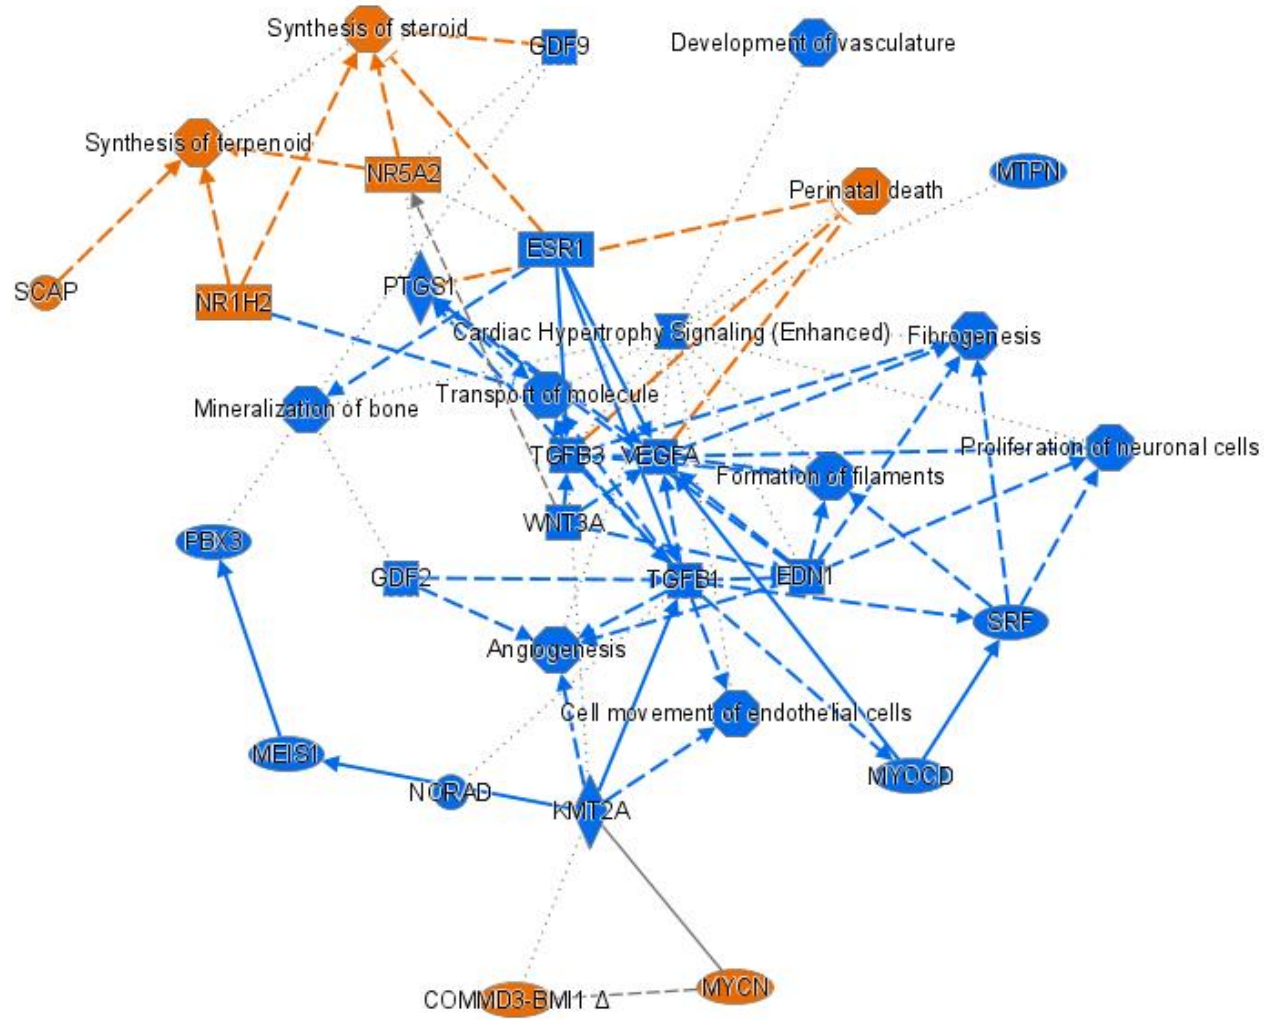 Synthesis of steroid
GDF9
Development of vasculature
Synthesis of terpenoid
NR5A2
MTPN
Perinatal death
ESR1
SCAP
NR1H2
PTGS1
Cardiac Hypertrophy Signaling (Enhanced)
Fibrogenesis
Mineralization of bone
Transport of molecule
TGFB3
VEGFA
Proliferation of neuronal cells
Formation of filaments
WNT3A
PBX3
GDF2
TGFB1
EDN1
SRF
Angiogenesis
Cell movement of endothelial cells
MEIS1
MYOCD
NORAD
KMT2A
MYCN
COMMD3-BMI1 Δ